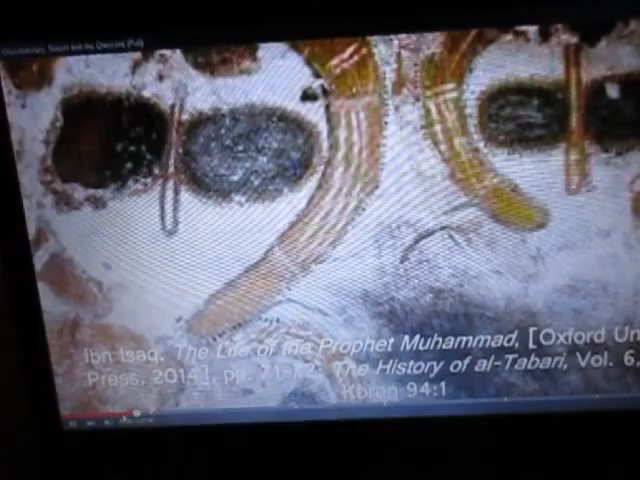 Ibn Isaq, The Life of the Prophet Muhammad, [Oxford Un
Press, 2014], pp. 71-72; The History of al-Tabari, Vol. 6,
Koran 94:1